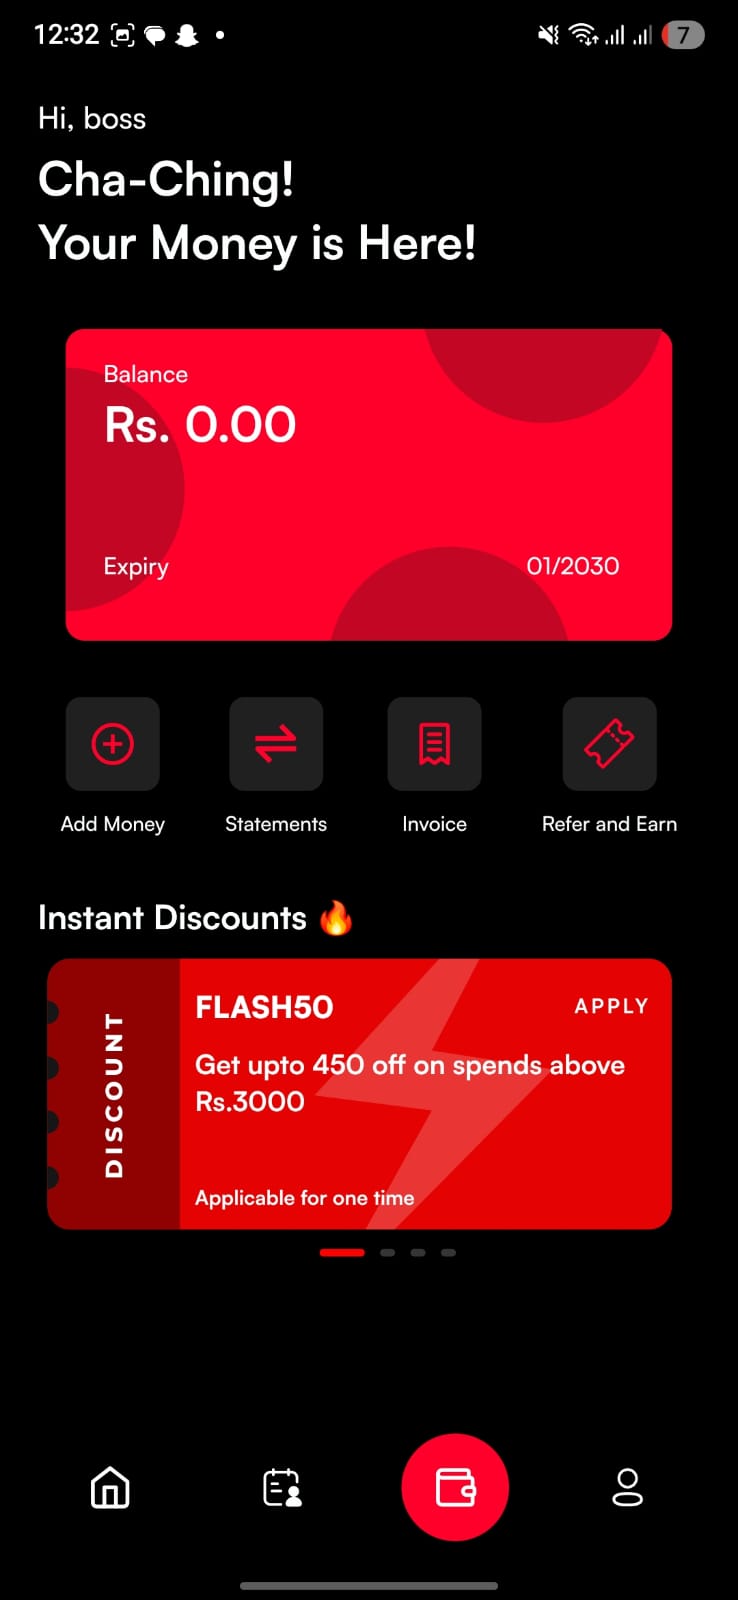 12:32
7
Hi, boss
Cha-Ching!
Your Money is Here!
Balance
Rs. 0.00
Expiry 01/2030
Add Money Statements Invoice Refer and Earn
Instant Discounts 🔥
DISCOUNT
FLASH50 APPLY
Get upto 450 off on spends above
Rs.3000
Applicable for one time